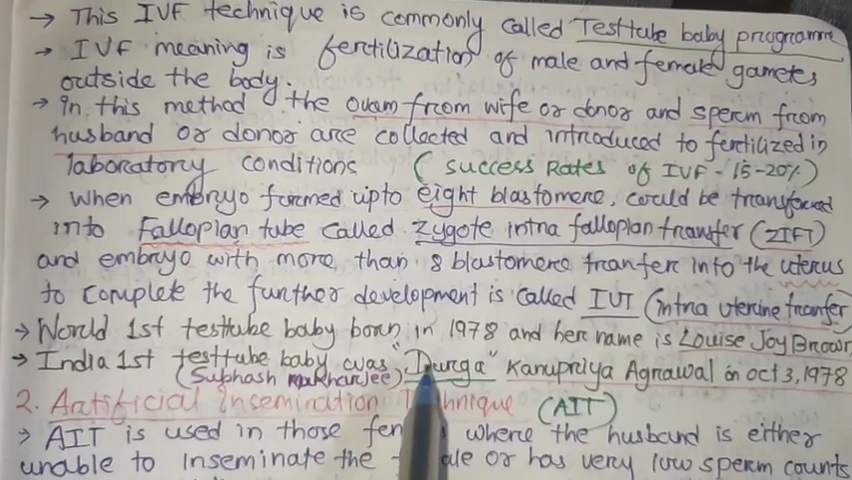 → This IVF technique is commonly called Testtube baby programme
→ IVF meaning is fertilization of male and female gametes
outside the body.
→ In this method the ovam from wife or donor and sperm from
husband or donor are collected and introduced to fertilized in
laboratory conditions (success Rates of IVF - 15-20%)
→ When embryo formed upto eight blastomere, could be transfered
into Fallopian tube called zygote intra fallopian transfer (ZIFT)
and embryo with more than 8 blastomere tranfer into the uterus
to complete the further development is called IUT (intra uterine tranfer)
→ World 1st testtube baby born in 1978 and her name is Louise Joy Brown
→ India 1st testtube baby was "Durga" Kanupriya Agrawal on oct 3, 1978
(Subhash mukharjee)
2. Artificial Insemination Technique (AIT)
→ AIT is used in those where the husband is either
unable to inseminate the or has very low sperm counts